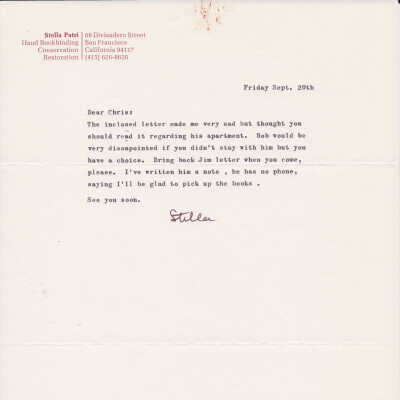 Stella Patri
Hand Bookbinding
Conservation
Restoration
88 Divisadero Street
San Francisco
California 94117
(415) 626-8626
Friday Sept. 20th
Dear Chris:
The inclosed letter made me very sad but thought you
should read it regarding his apartment. Bob would be
very dissapointed if you didn't stay with him but you
have a choice. Bring back Jim letter when you come,
please. I've written him a note , he has no phone,
saying I'll be glad to pick up the books .
See you soon.
Stella